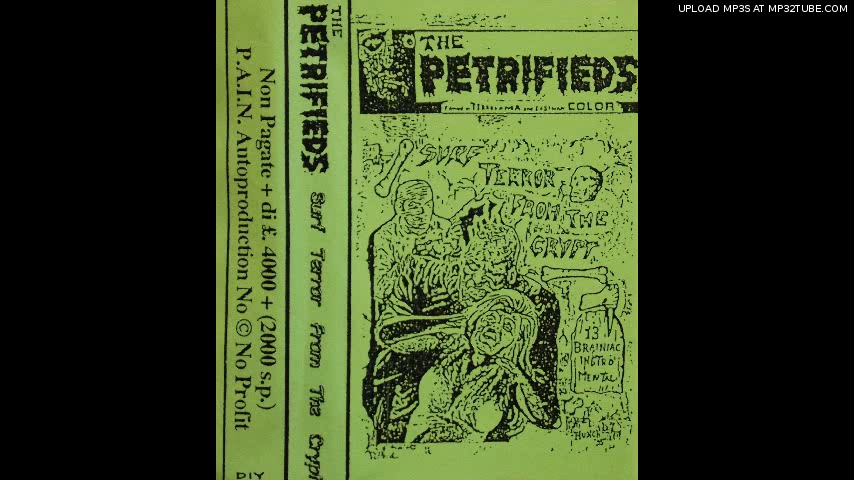 UPLOAD MP3S AT MP32TUBE.COM
Non Pagate + di £. 4000 + (2000 s.p.)
P.A.I.N. Autoproduction No © No Profit
DIY
THE
PETRIFIEDS
Surf Terror From The Crypt
THE
PETRIFIEDS
COLOR
SURF
TERROR
FROM THE
CRYPT
13
BRAINIAC
INSTRO
MENTAL